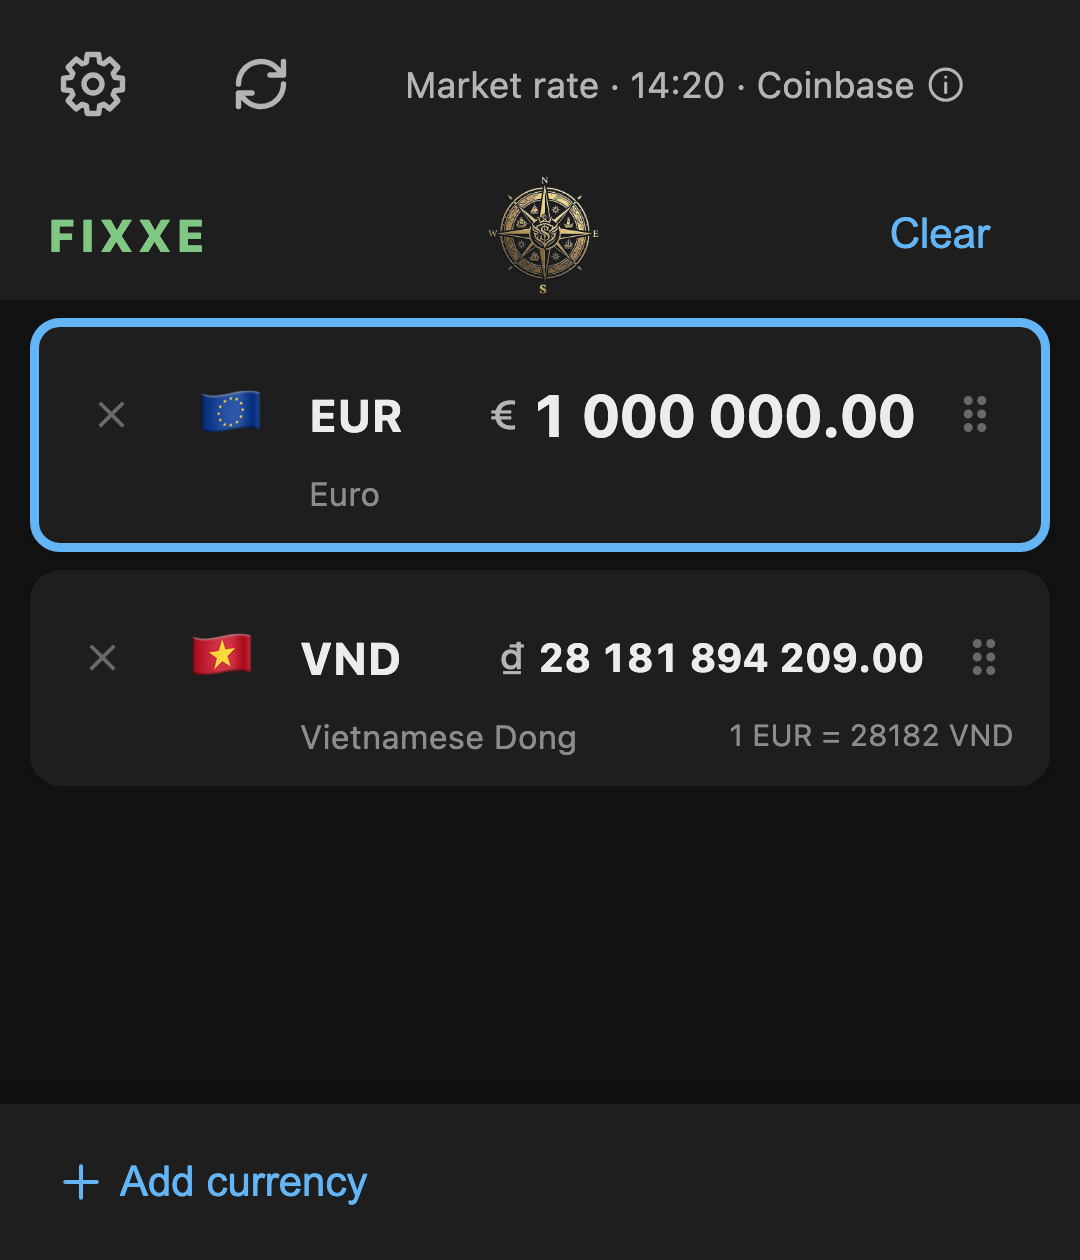 Market rate · 14:20 · Coinbase
FIXXE
N
W
E
S
Clear
EUR
€ 1 000 000.00
Euro
VND
₫ 28 181 894 209.00
Vietnamese Dong
1 EUR = 28182 VND
+ Add currency